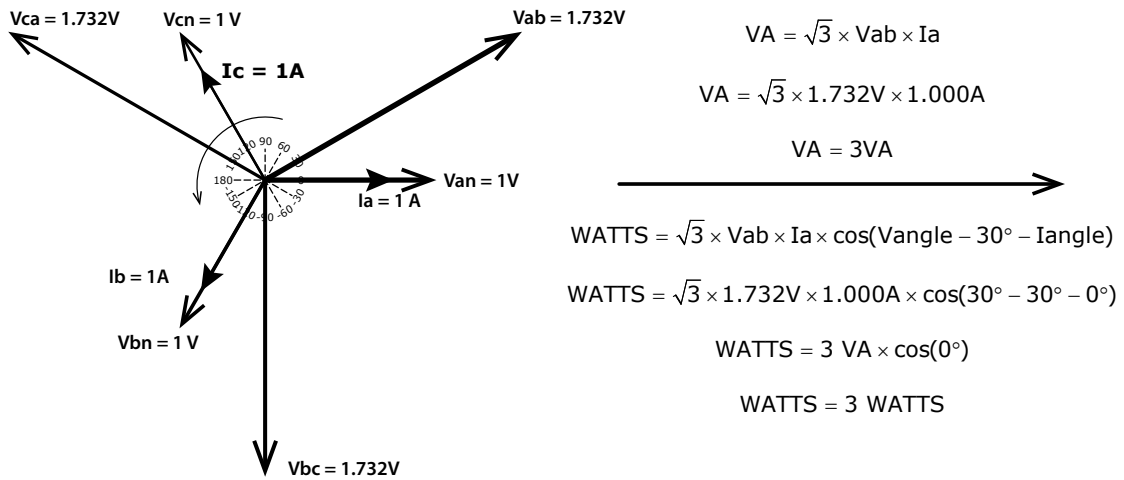 Vca = 1.732V
Vcn = 1 V
Vab = 1.732V
Ic = 1A
90
60
30
0
-30
-60
-90
-150
180
Van = 1V
Ia = 1 A
Ib = 1A
Vbn = 1 V
Vbc = 1.732V
VA = √3 × Vab × Ia
VA = √3 × 1.732V × 1.000A
VA = 3VA
WATTS = √3 × Vab × Ia × cos(Vangle − 30° − Iangle)
WATTS = √3 × 1.732V × 1.000A × cos(30° − 30° − 0°)
WATTS = 3 VA × cos(0°)
WATTS = 3 WATTS